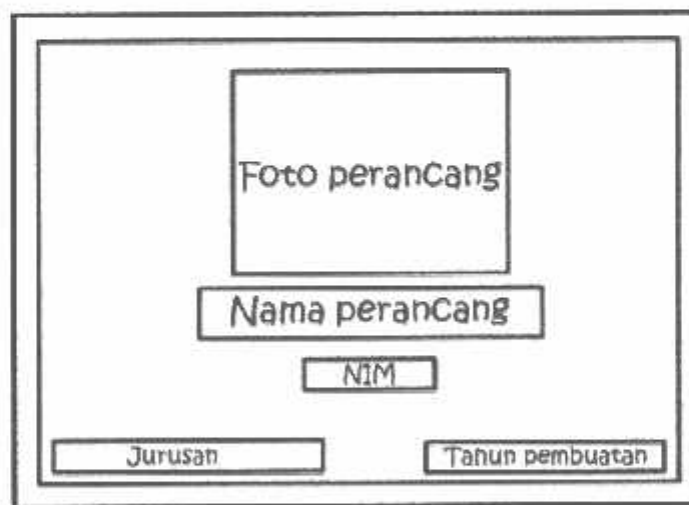 Foto perancang
Nama perancang
NIM
Jurusan
Tahun pembuatan